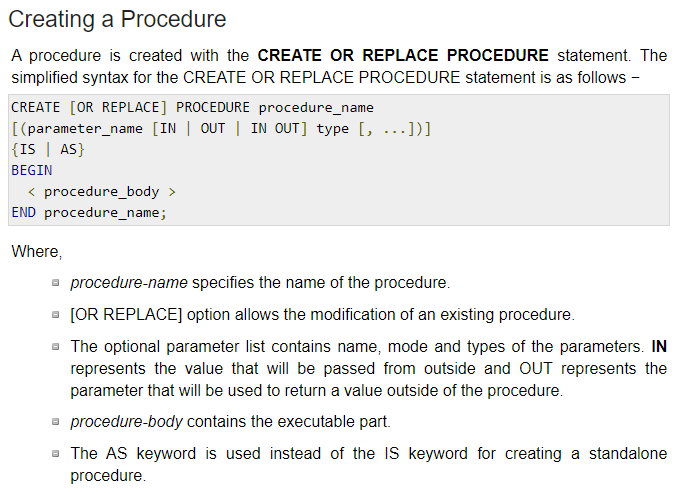 Creating a Procedure
A procedure is created with the CREATE OR REPLACE PROCEDURE statement. The
simplified syntax for the CREATE OR REPLACE PROCEDURE statement is as follows −
CREATE [OR REPLACE] PROCEDURE procedure_name
[(parameter_name [IN | OUT | IN OUT] type [, ...])]
{IS | AS}
BEGIN
  < procedure_body >
END procedure_name;
Where,
procedure-name specifies the name of the procedure.
[OR REPLACE] option allows the modification of an existing procedure.
The optional parameter list contains name, mode and types of the parameters. IN
represents the value that will be passed from outside and OUT represents the
parameter that will be used to return a value outside of the procedure.
procedure-body contains the executable part.
The AS keyword is used instead of the IS keyword for creating a standalone
procedure.